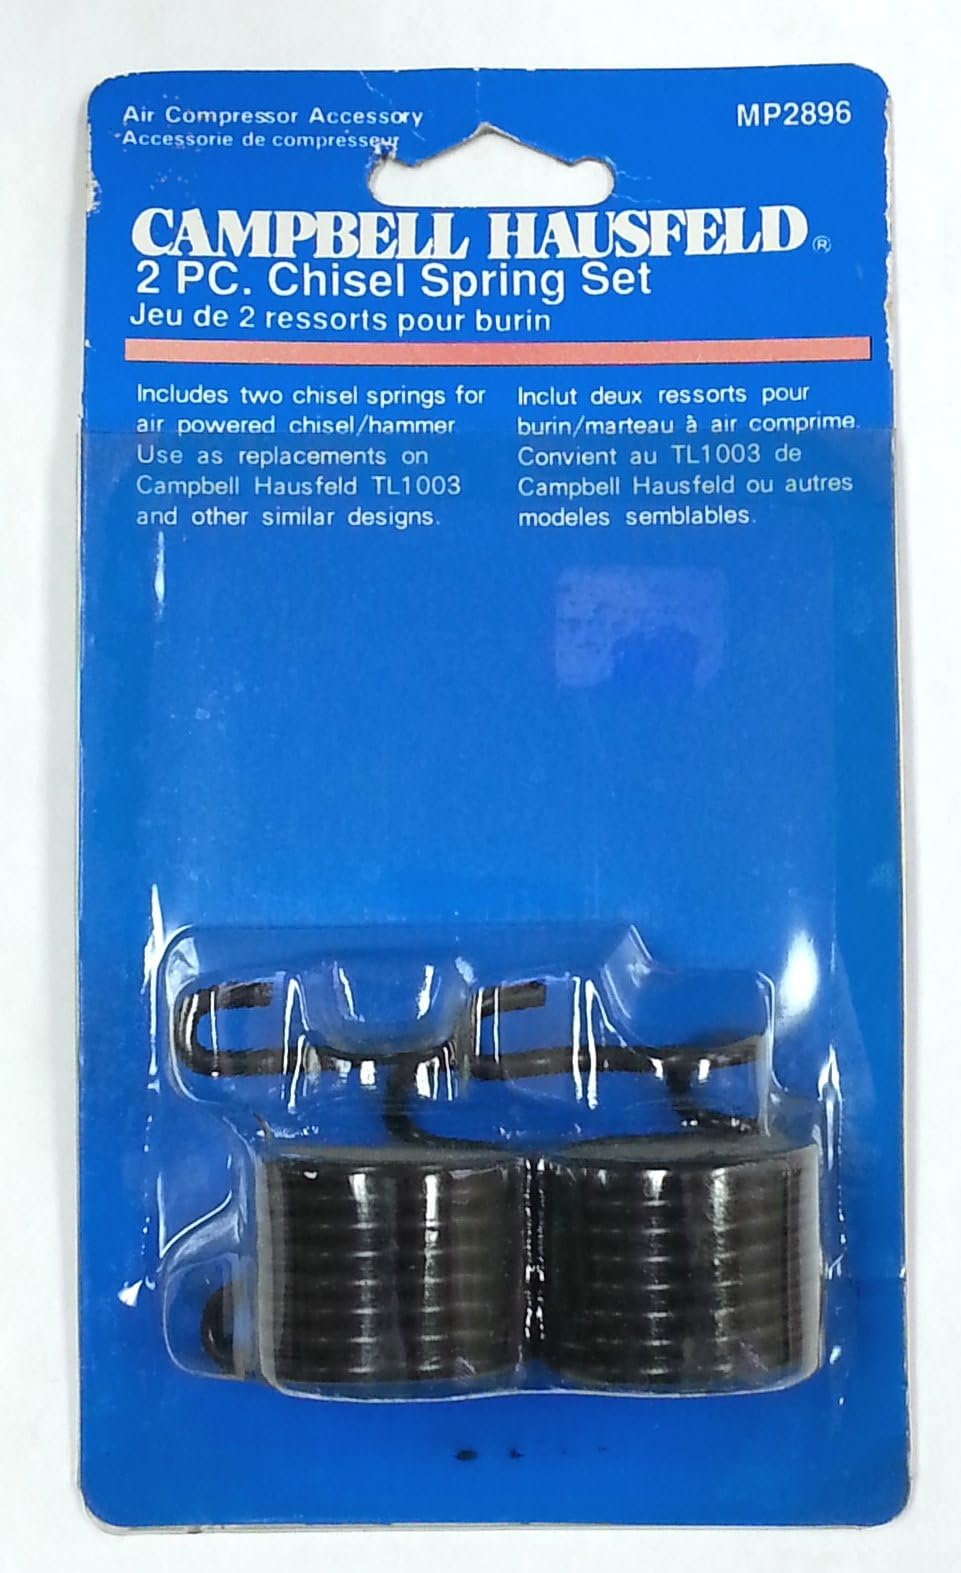 Air Compressor Accessory
Accessorie de compresseur
MP2896
CAMPBELL HAUSFELD®
2 PC. Chisel Spring Set
Jeu de 2 ressorts pour burin
Includes two chisel springs for
air powered chisel/hammer
Use as replacements on
Campbell Hausfeld TL1003
and other similar designs.
Inclut deux ressorts pour
burin/marteau à air comprime.
Convient au TL1003 de
Campbell Hausfeld ou autres
modeles semblables.